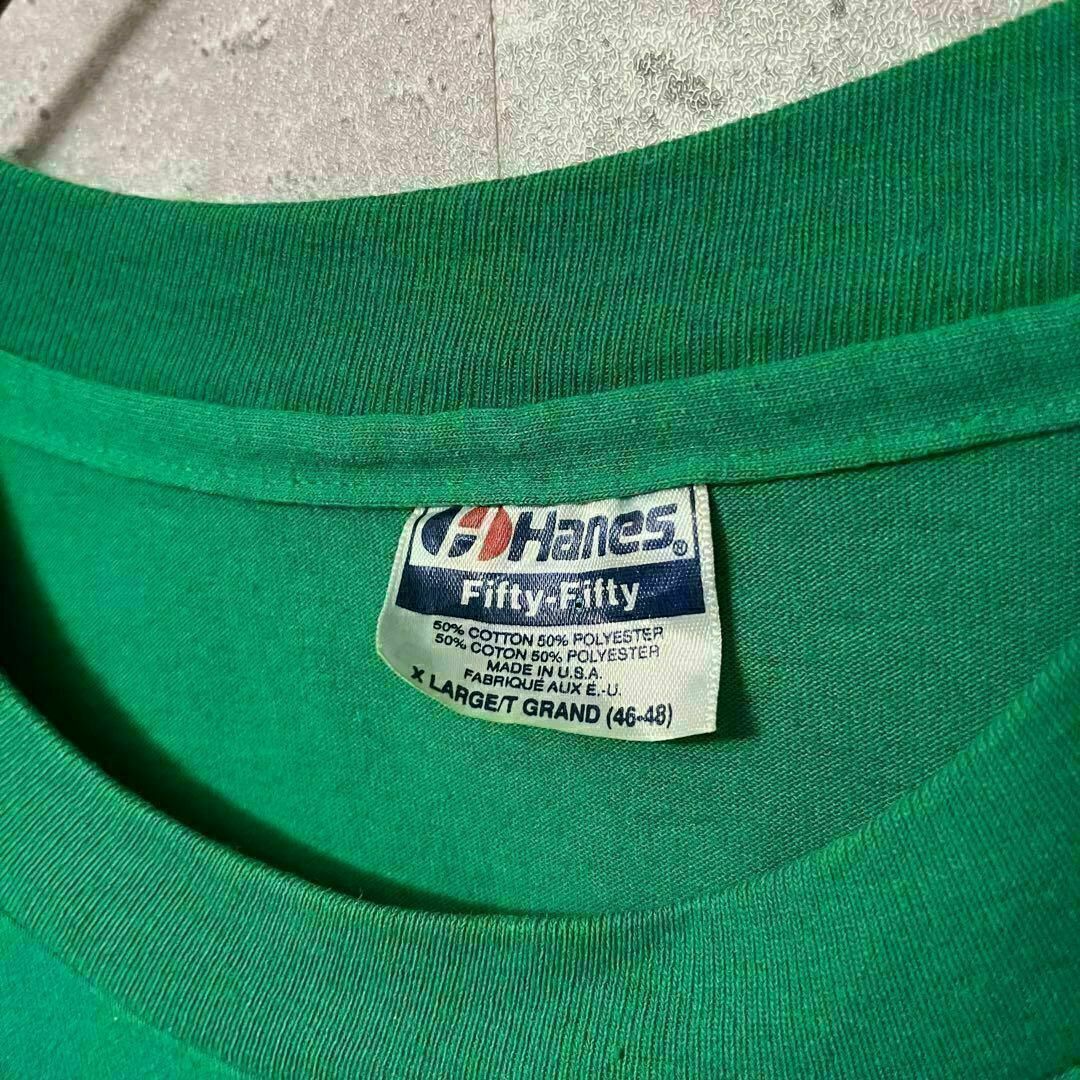 Hanes®
Fifty-Fifty
50% COTTON 50% POLYESTER
50% COTON 50% POLYESTER
MADE IN U.S.A.
FABRIQUÉ AUX É.-U.
X LARGE/T GRAND (46-48)